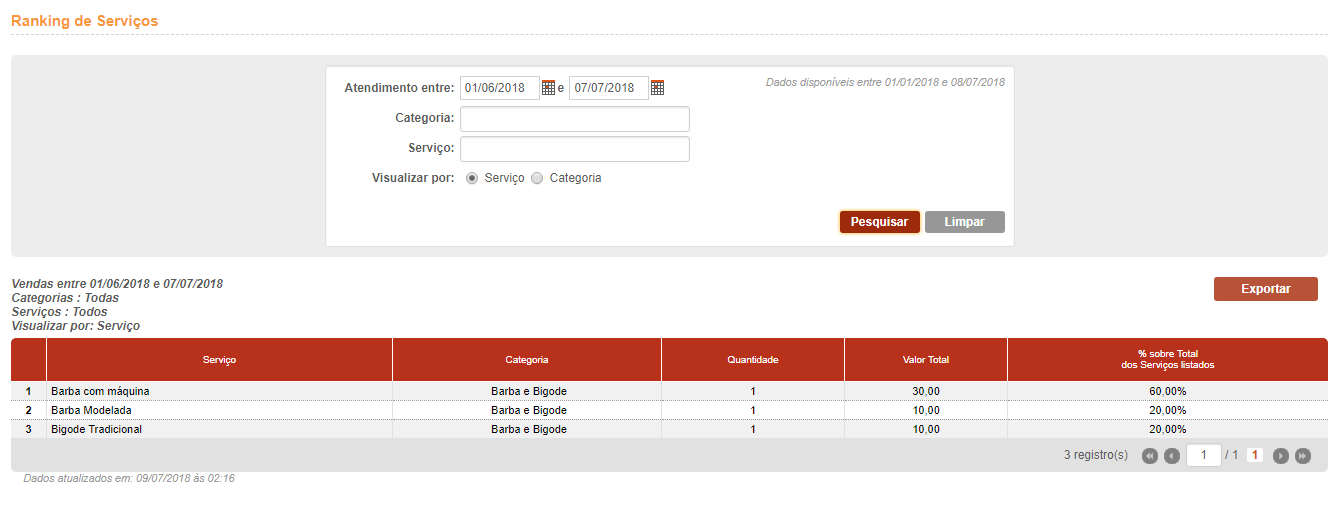 Ranking de Serviços
Atendimento entre: 01/06/2018 e 07/07/2018 Dados disponíveis entre 01/01/2018 e 08/07/2018
Categoria:
Serviço:
Visualizar por: Serviço Categoria
Pesquisar Limpar
Vendas entre 01/06/2018 e 07/07/2018
Categorias : Todas
Serviços : Todos
Visualizar por: Serviço
Exportar
Serviço Categoria Quantidade Valor Total % sobre Total
dos Serviços listados
1 Barba com máquina Barba e Bigode 1 30,00 60,00%
2 Barba Modelada Barba e Bigode 1 10,00 20,00%
3 Bigode Tradicional Barba e Bigode 1 10,00 20,00%
3 registro(s) 1 / 1 1
Dados atualizados em: 09/07/2018 às 02:16